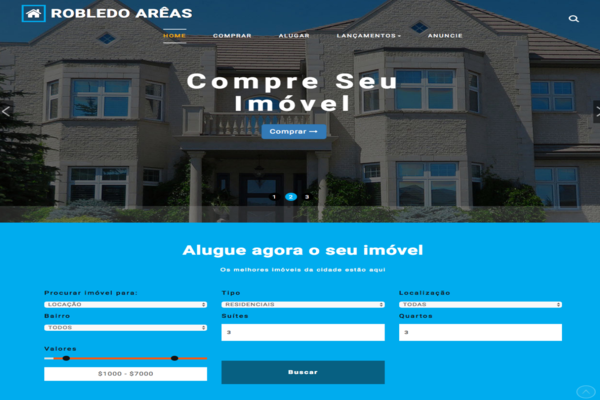 ROBLEDO ARÊAS
HOME COMPRAR ALUGAR LANÇAMENTOS ANUNCIE
Compre Seu
Imóvel
Comprar →
1 2 3
Alugue agora o seu imóvel
Os melhores imóveis da cidade estão aqui
Procurar imóvel para: Tipo Localização
LOCAÇÃO RESIDENCIAIS TODAS
Bairro Suítes Quartos
TODOS 3 3
Valores
$1000 - $7000 Buscar